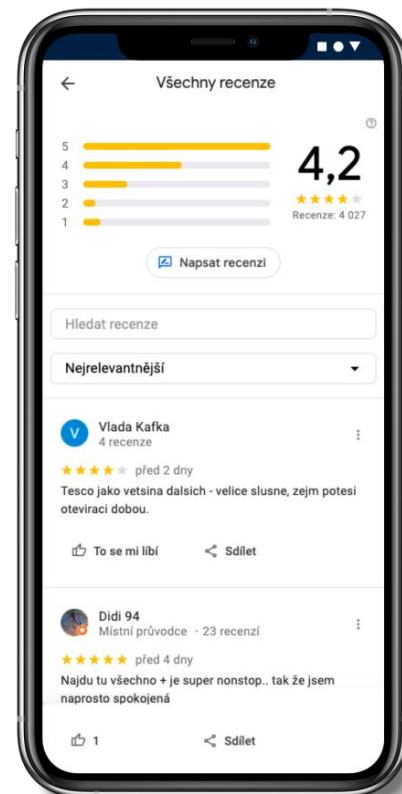 Všechny recenze
5
4
3
2
1
4,2
Recenze: 4 027
Napsat recenzi
Hledat recenze
Nejrelevantnější
V
Vlada Kafka
4 recenze
před 2 dny
Tesco jako vetsina dalsich - velice slusne, zejm potesi
oteviraci dobou.
To se mi líbí
Sdílet
Didi 94
Místní průvodce · 23 recenzí
před 4 dny
Najdu tu všechno + je super nonstop.. tak že jsem
naprosto spokojená
1
Sdílet